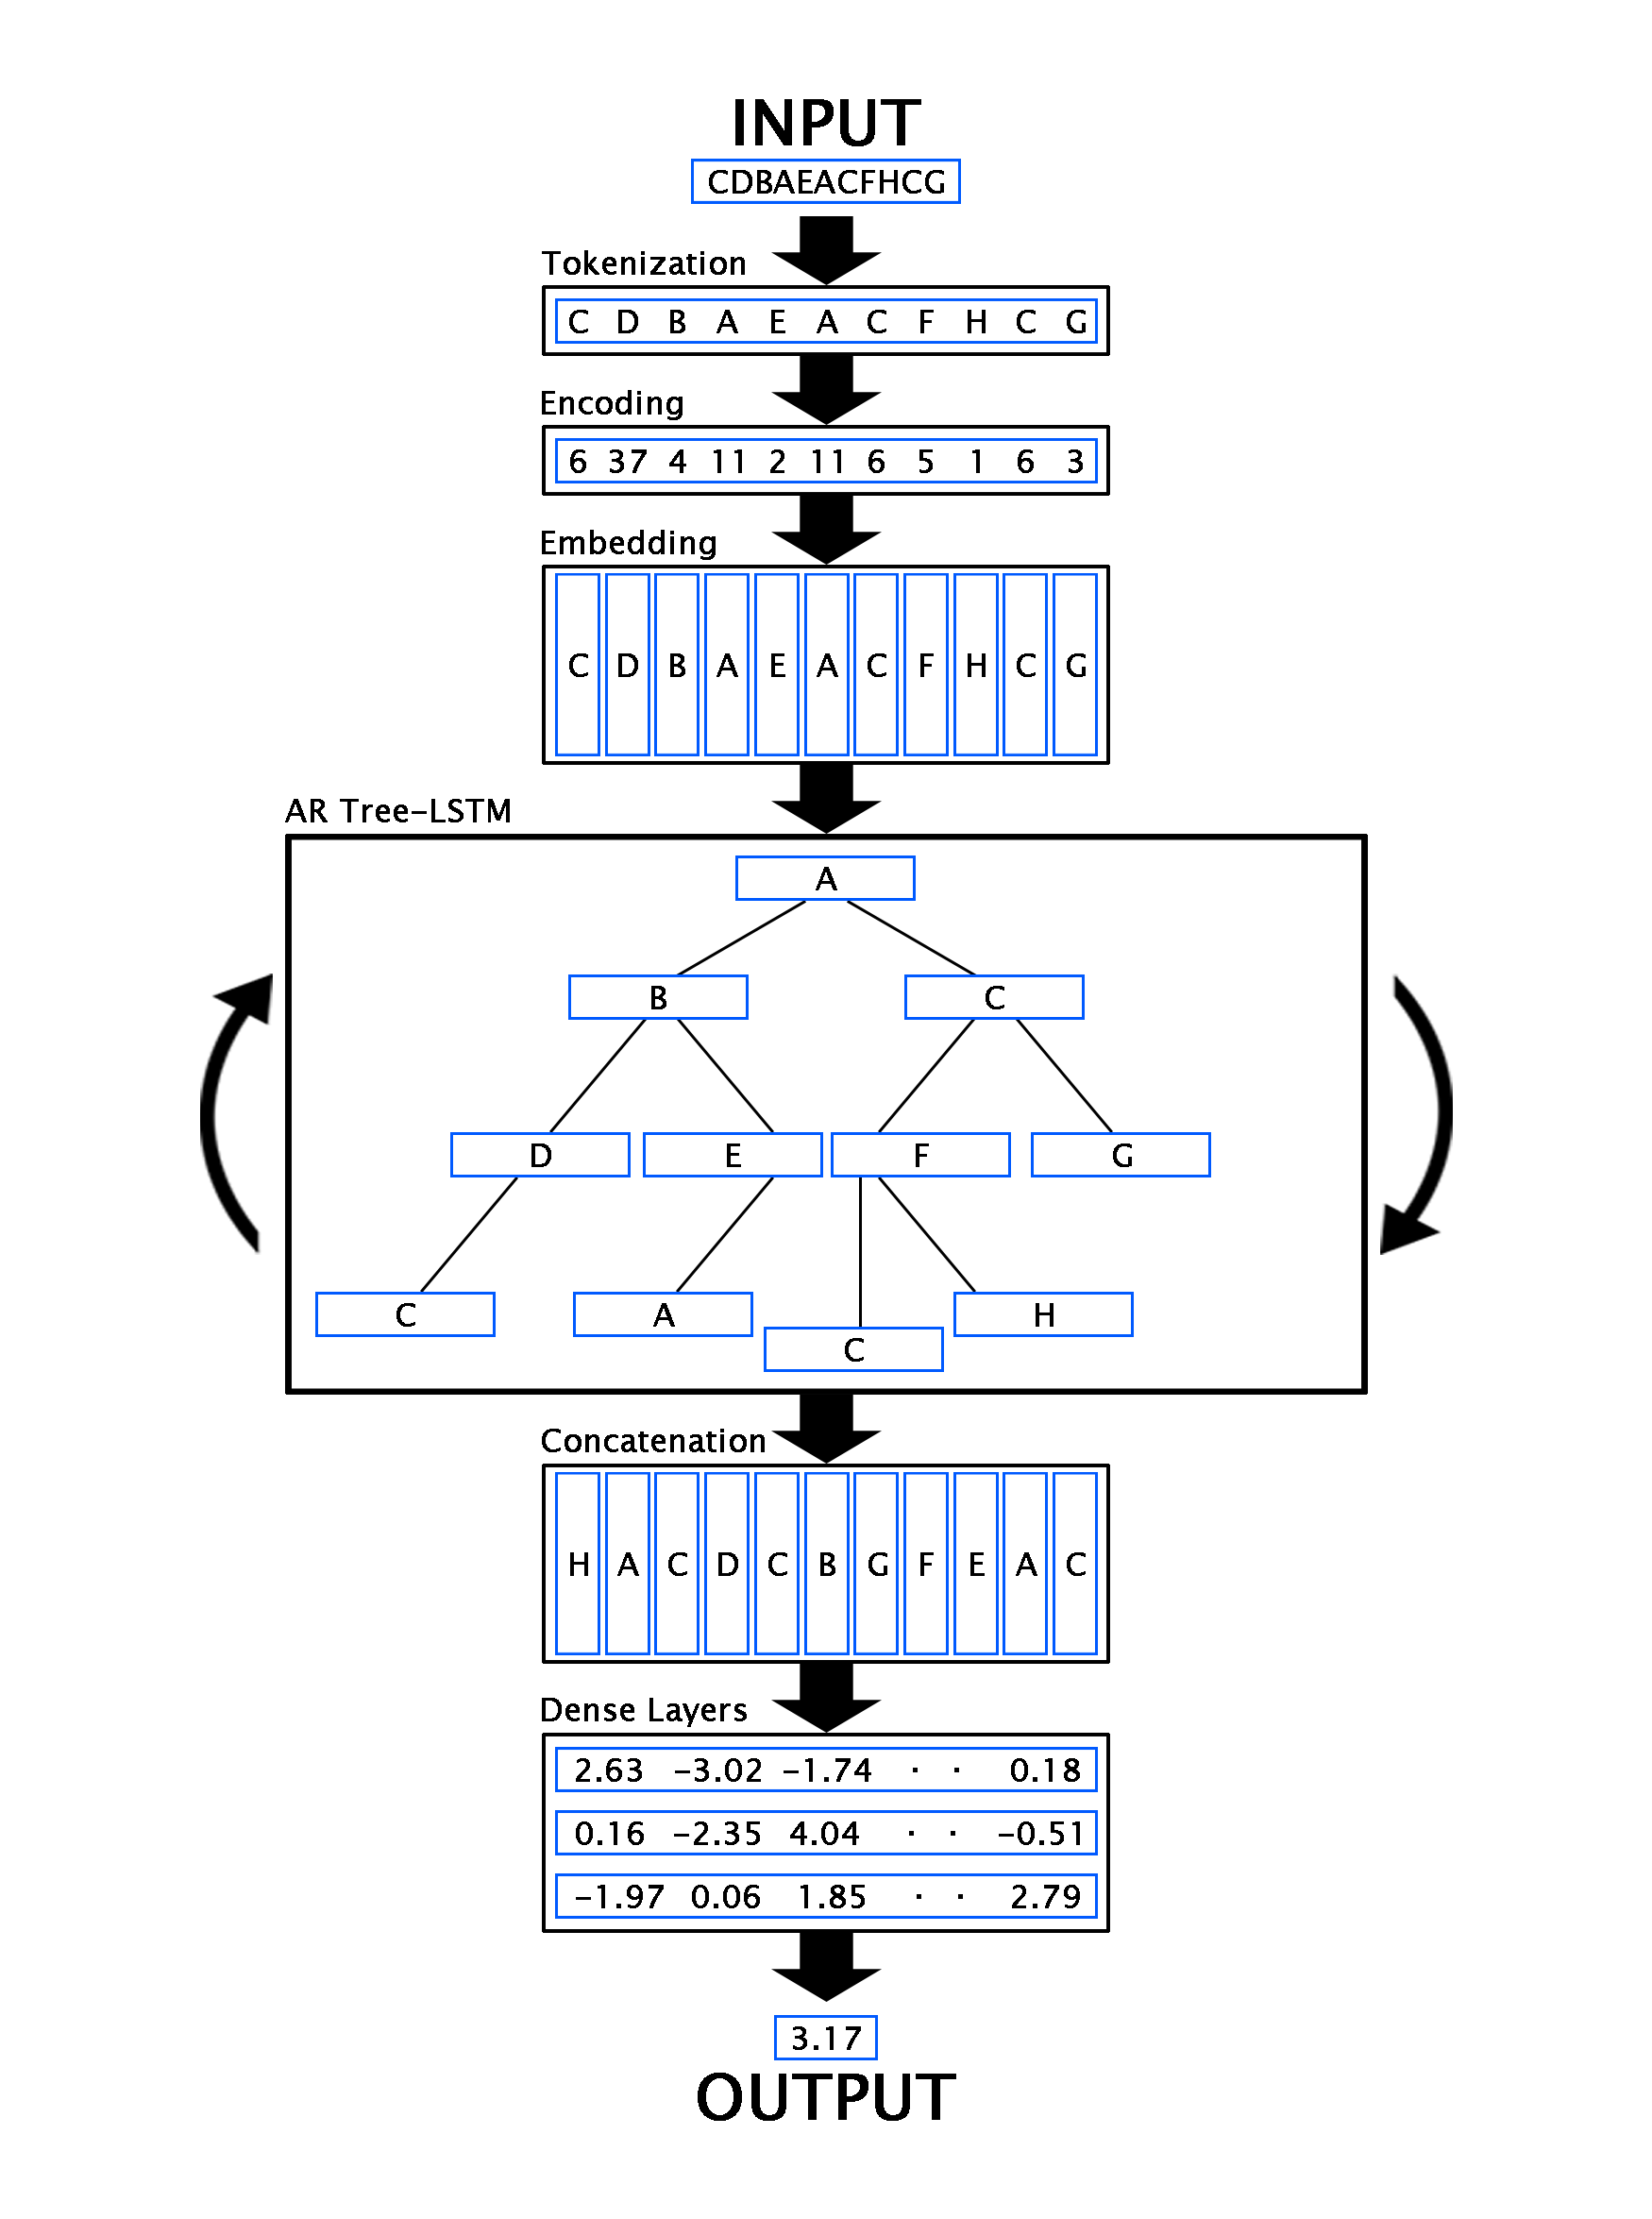 INPUT
CDBAEACFHCG
Tokenization
C D B A E A C F H C G
Encoding
6 37 4 11 2 11 6 5 1 6 3
Embedding
C D B A E A C F H C G
AR Tree-LSTM
A
B C
D E F G
C A H
C
Concatenation
H A C D C B G F E A C
Dense Layers
2.63 -3.02 -1.74 · · 0.18
0.16 -2.35 4.04 · · -0.51
-1.97 0.06 1.85 · · 2.79
3.17
OUTPUT